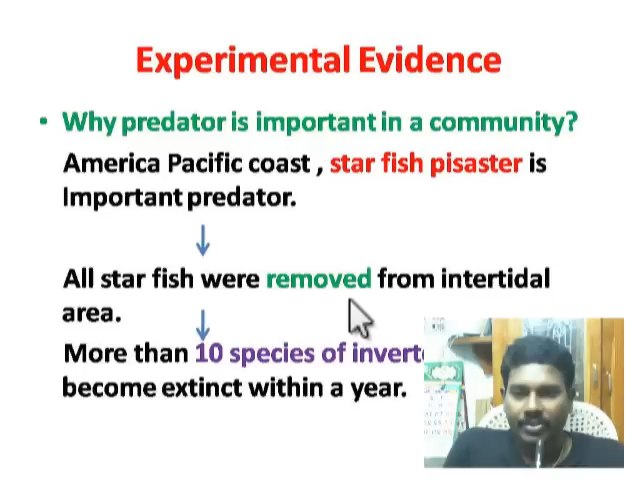 Experimental Evidence
• Why predator is important in a community?
America Pacific coast , star fish pisaster is
Important predator.
All star fish were removed from intertidal
area.
More than 10 species of inverte
become extinct within a year.